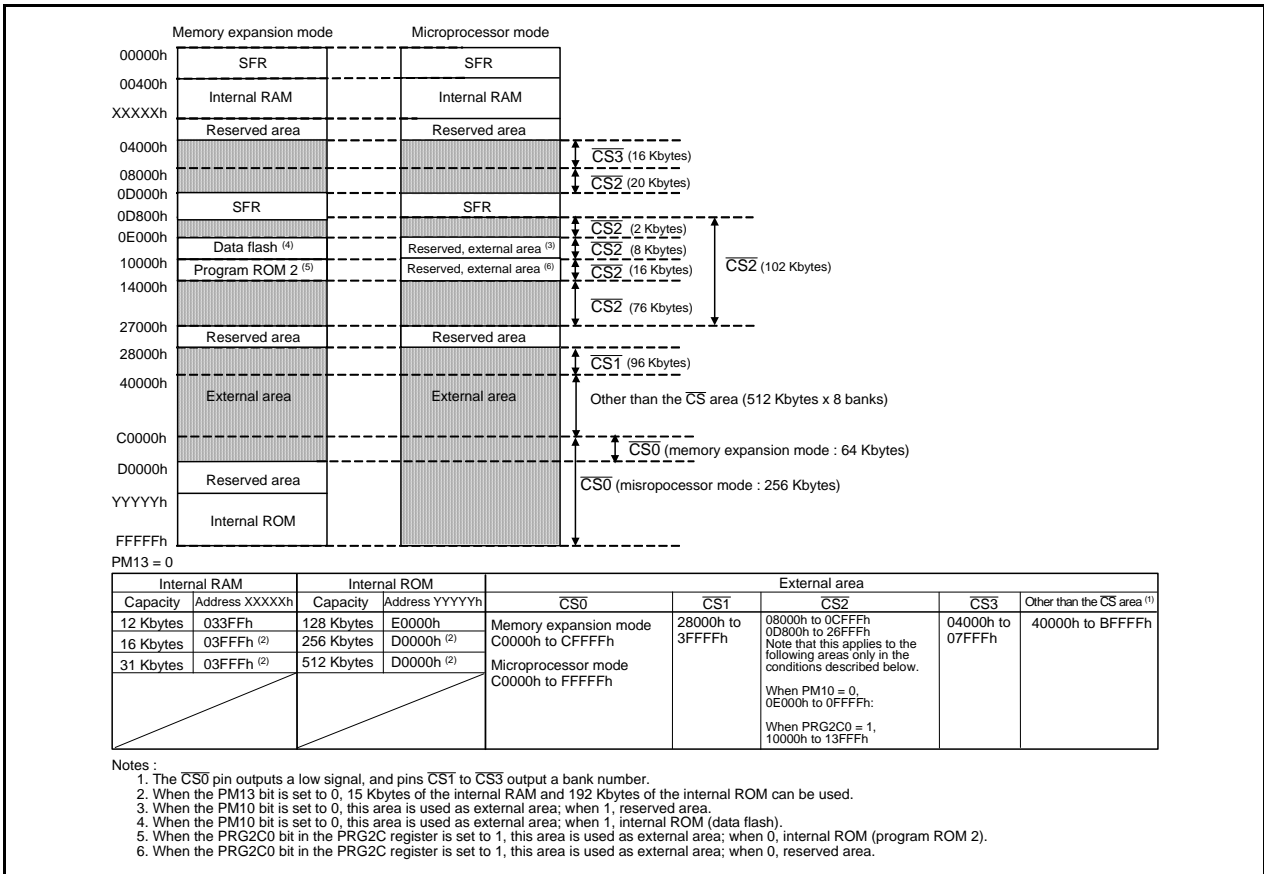 Memory expansion mode Microprocessor mode
00000h SFR SFR
00400h
Internal RAM Internal RAM
XXXXXh
Reserved area Reserved area
04000h
CS3 (16 Kbytes)
08000h
CS2 (20 Kbytes)
0D000h
SFR SFR
0D800h
CS2 (2 Kbytes)
0E000h
Data flash (4) Reserved, external area (3) CS2 (8 Kbytes)
10000h CS2 (102 Kbytes)
Program ROM 2 (5) Reserved, external area (6) CS2 (16 Kbytes)
14000h
CS2 (76 Kbytes)
27000h
Reserved area Reserved area
28000h
CS1 (96 Kbytes)
40000h
External area External area Other than the CS area (512 Kbytes x 8 banks)
C0000h
CS0 (memory expansion mode : 64 Kbytes)
D0000h
Reserved area CS0 (misropocessor mode : 256 Kbytes)
YYYYYh
Internal ROM
FFFFFh
PM13 = 0
Internal RAM Internal ROM External area
Capacity Address XXXXXh Capacity Address YYYYYh CS0 CS1 CS2 CS3 Other than the CS area (1)
12 Kbytes 033FFh 128 Kbytes E0000h Memory expansion mode 28000h to 08000h to 0CFFFh 04000h to 40000h to BFFFFh
16 Kbytes 03FFFh (2) 256 Kbytes D0000h (2) C0000h to CFFFFh 3FFFFh 0D800h to 26FFFh 07FFFh
Note that this applies to the
31 Kbytes 03FFFh (2) 512 Kbytes D0000h (2) Microprocessor mode following areas only in the
C0000h to FFFFFh conditions described below.
When PM10 = 0,
0E000h to 0FFFFh:
When PRG2C0 = 1,
10000h to 13FFFh
Notes :
1. The CS0 pin outputs a low signal, and pins CS1 to CS3 output a bank number.
2. When the PM13 bit is set to 0, 15 Kbytes of the internal RAM and 192 Kbytes of the internal ROM can be used.
3. When the PM10 bit is set to 0, this area is used as external area; when 1, reserved area.
4. When the PM10 bit is set to 0, this area is used as external area; when 1, internal ROM (data flash).
5. When the PRG2C0 bit in the PRG2C register is set to 1, this area is used as external area; when 0, internal ROM (program ROM 2).
6. When the PRG2C0 bit in the PRG2C register is set to 1, this area is used as external area; when 0, reserved area.